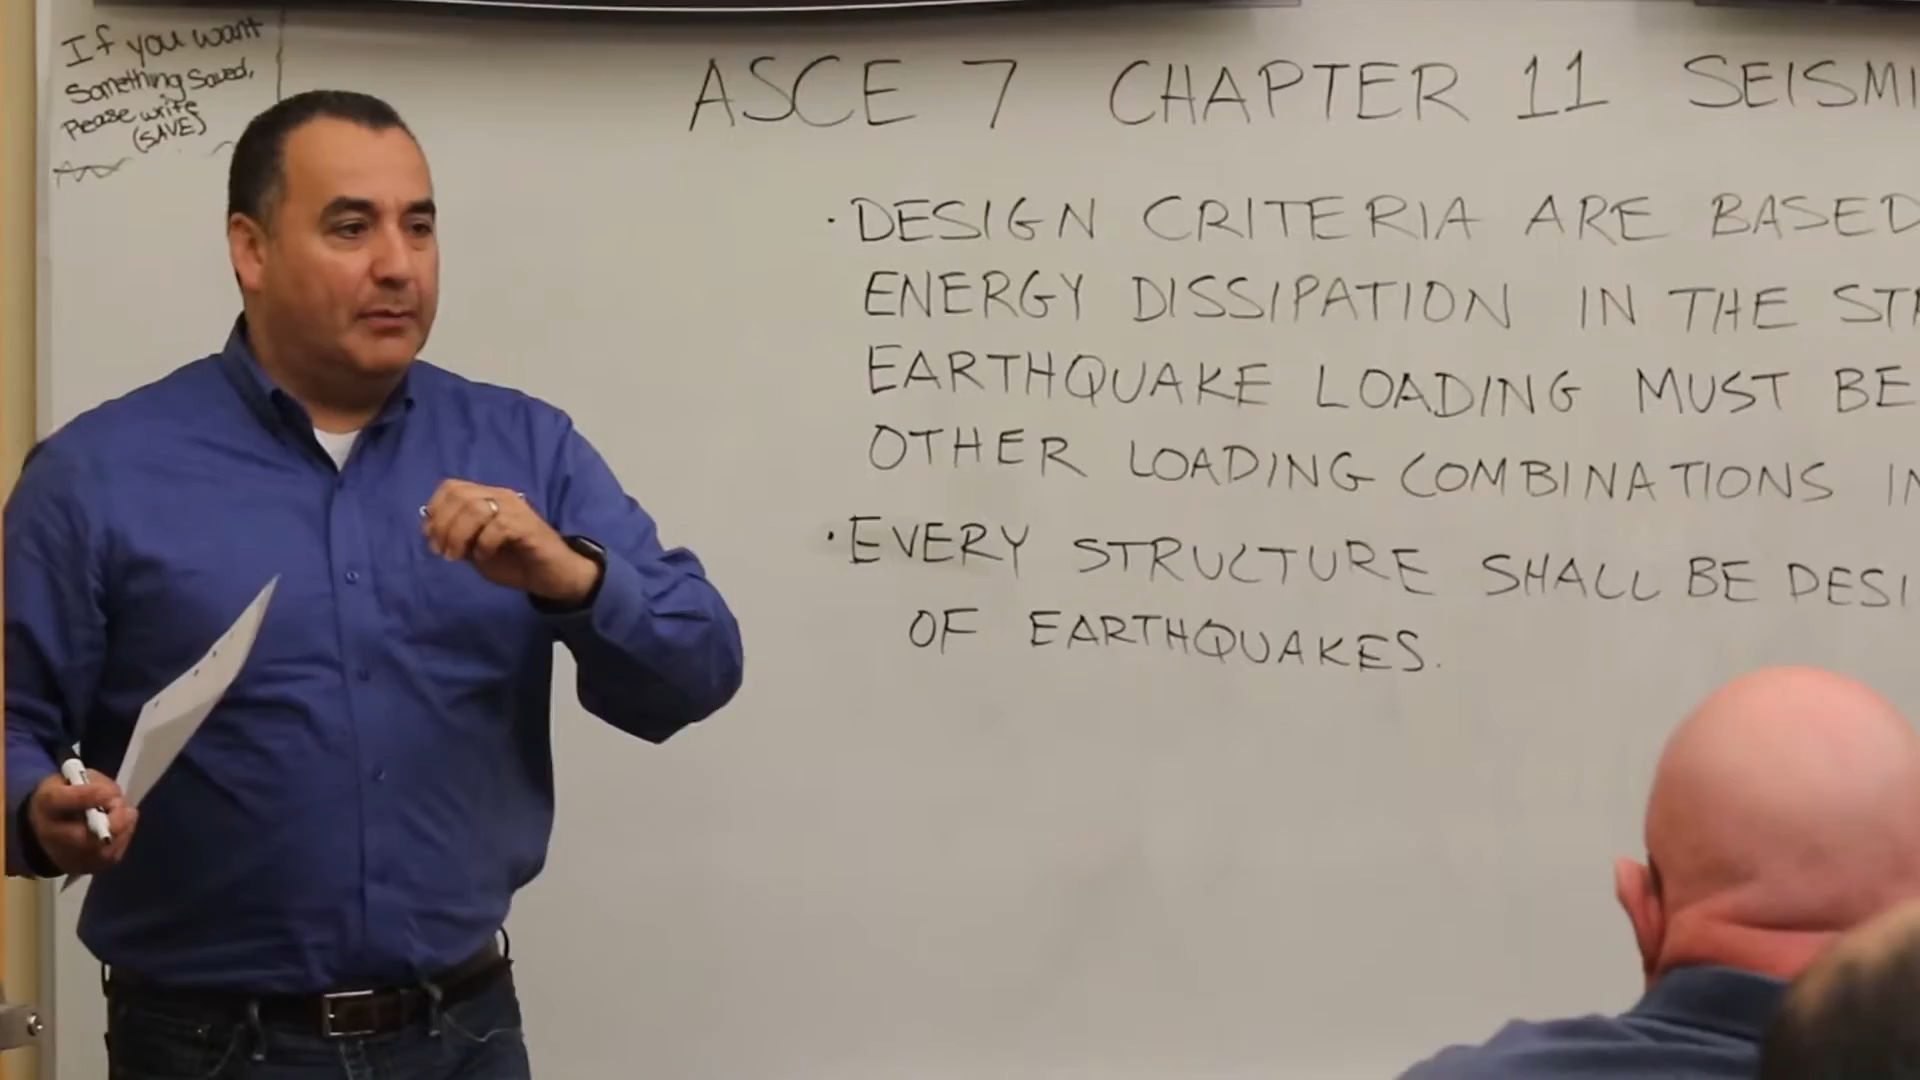 If you want
Something Saved,
Please write
(SAVE)
ASCE 7 CHAPTER 11 SEISMI
· DESIGN CRITERIA ARE BASED
ENERGY DISSIPATION IN THE STR
EARTHQUAKE LOADING MUST BE
OTHER LOADING COMBINATIONS IN
· EVERY STRUCTURE SHALL BE DESI
OF EARTHQUAKES.